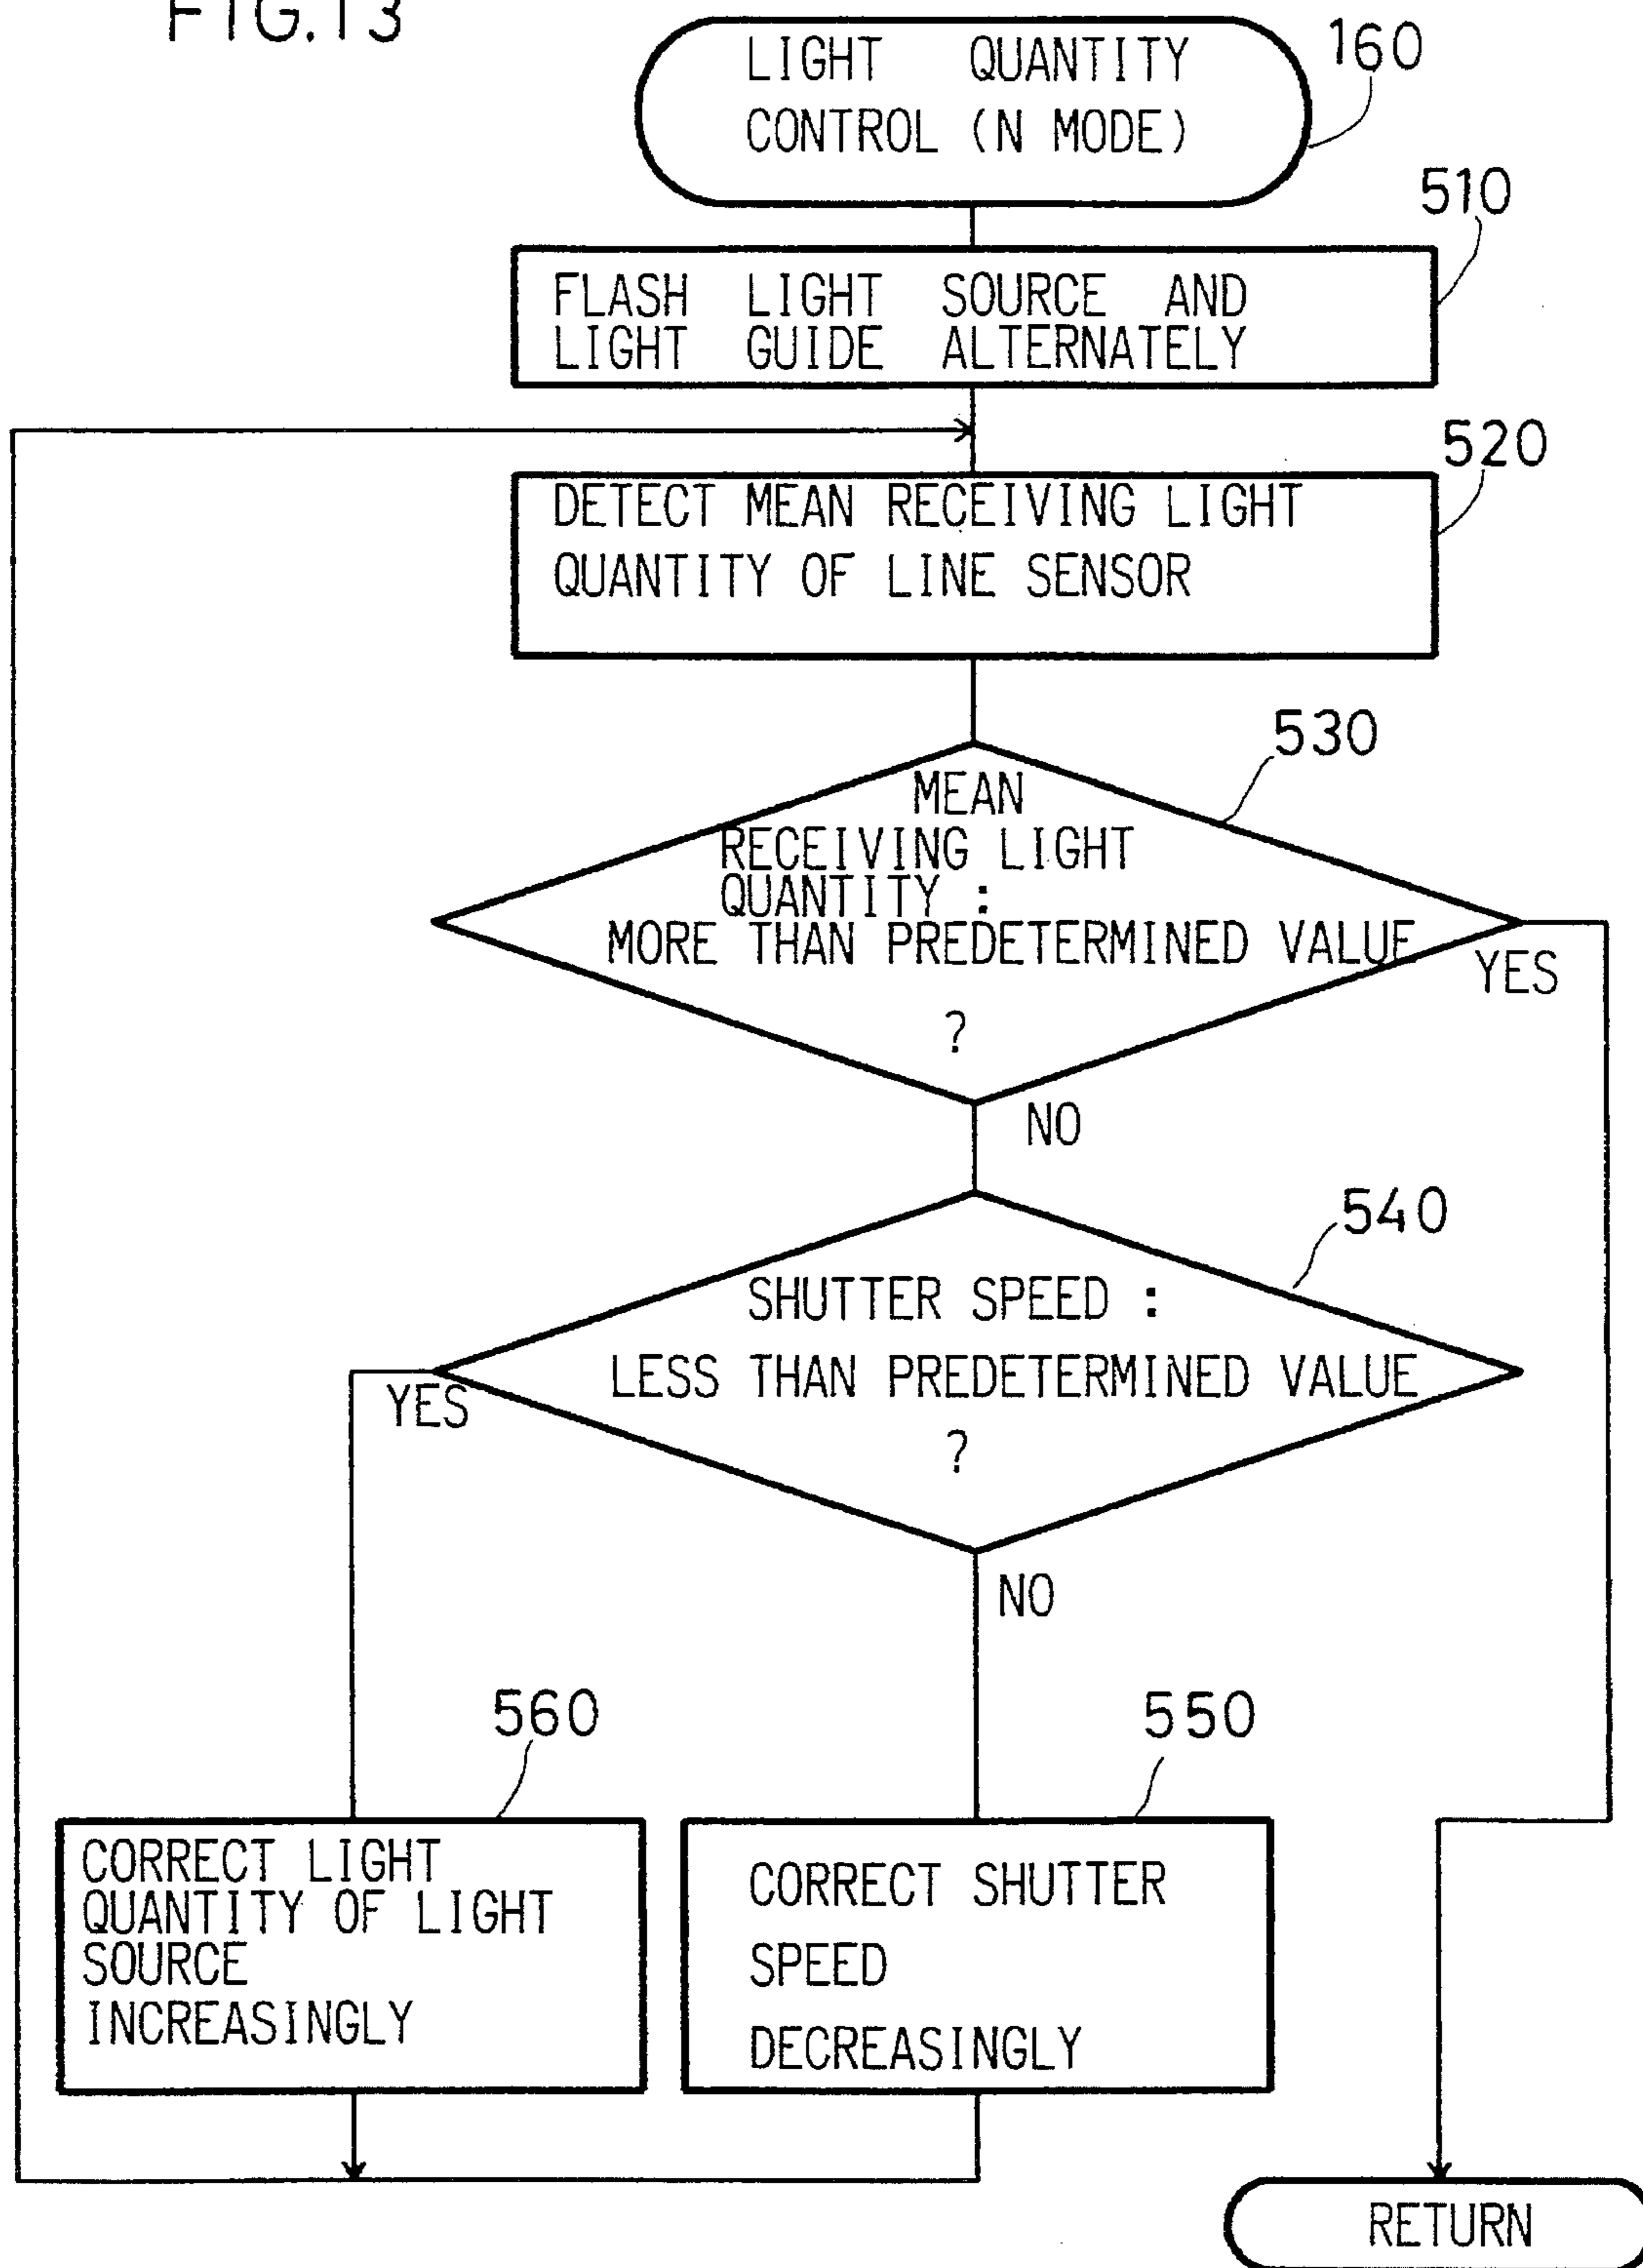 FIG.13
LIGHT QUANTITY
CONTROL (N MODE)
160
510
FLASH LIGHT SOURCE AND
LIGHT GUIDE ALTERNATELY
520
DETECT MEAN RECEIVING LIGHT
QUANTITY OF LINE SENSOR
530
MEAN
RECEIVING LIGHT
QUANTITY :
MORE THAN PREDETERMINED VALUE
?
YES
NO
540
SHUTTER SPEED :
LESS THAN PREDETERMINED VALUE
?
YES
NO
560
CORRECT LIGHT
QUANTITY OF LIGHT
SOURCE
INCREASINGLY
550
CORRECT SHUTTER
SPEED
DECREASINGLY
RETURN